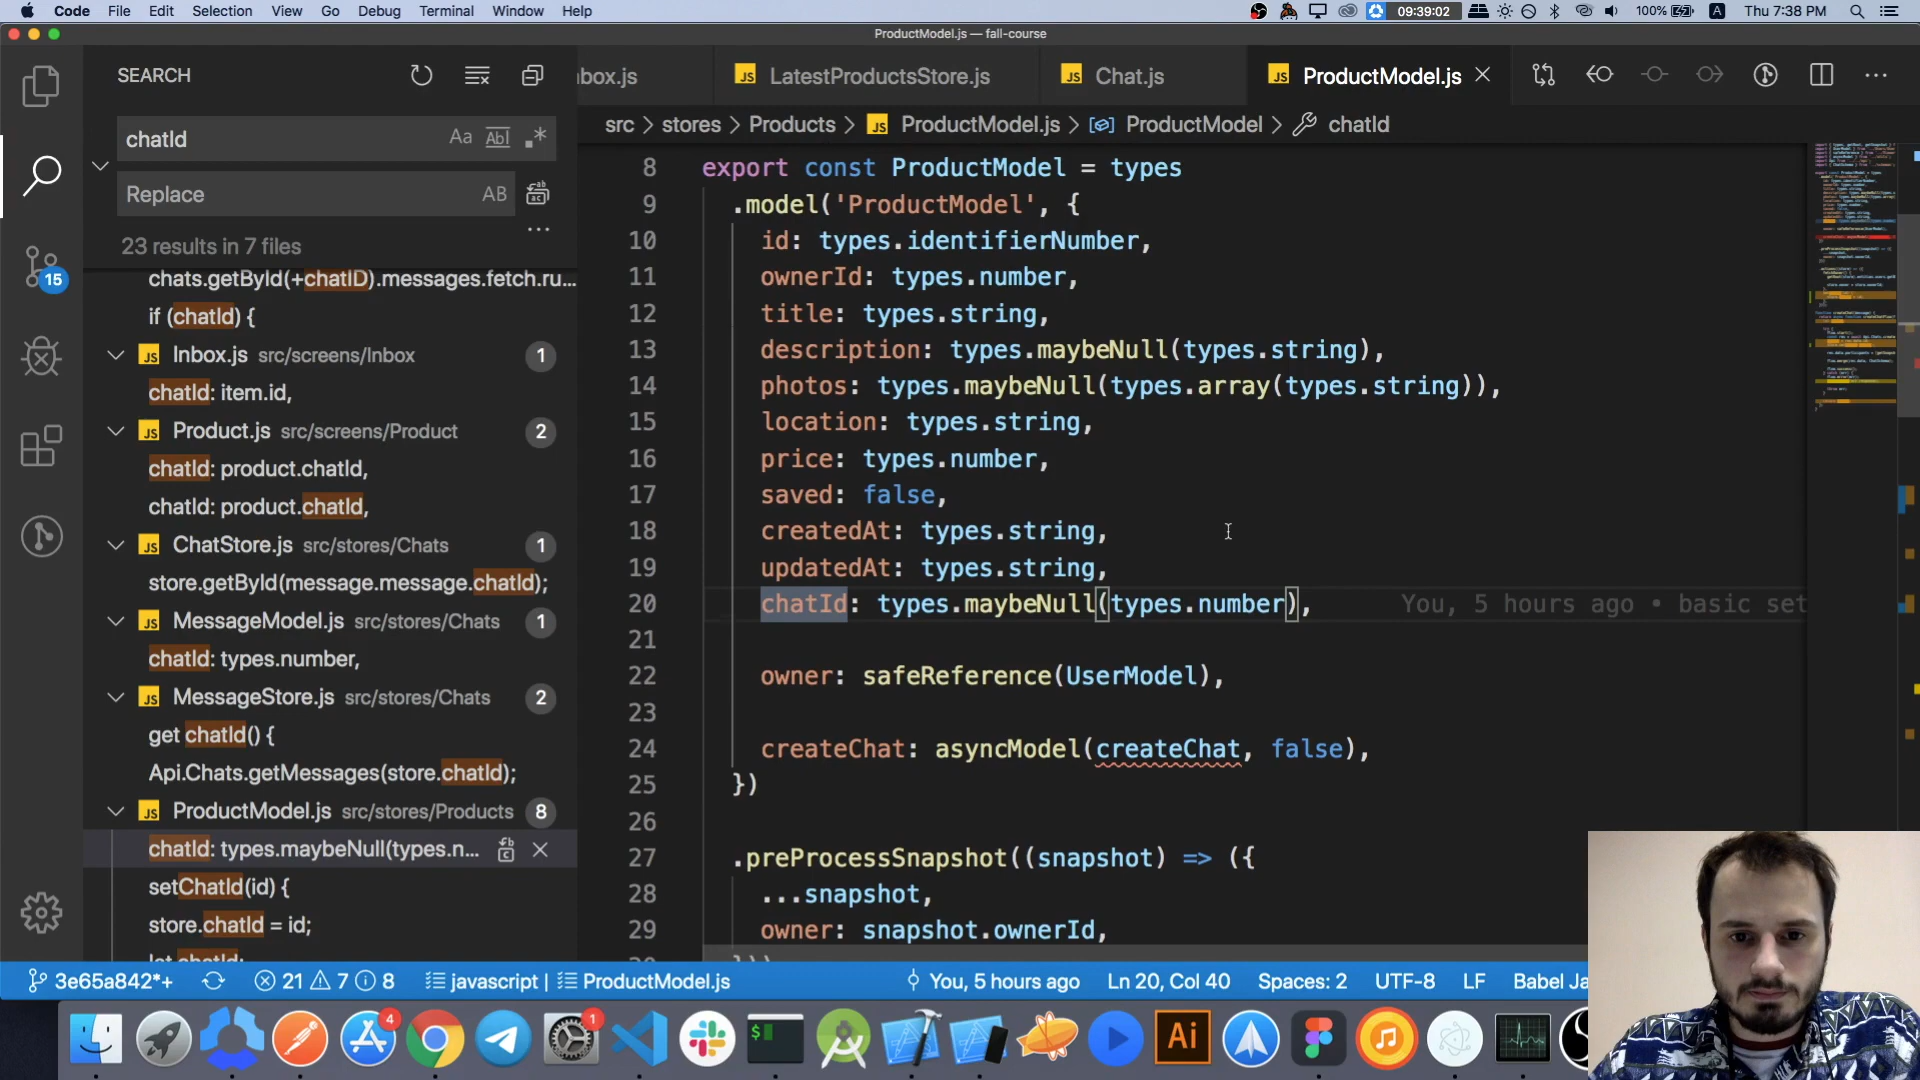 Code File Edit Selection View Go Debug Terminal Window Help
09:39:02 100% A Thu 7:38 PM
ProductModel.js — fall-course
SEARCH
box.js
LatestProductsStore.js
Chat.js
ProductModel.js
src > stores > Products > ProductModel.js > ProductModel > chatId
chatId
Aa Abl .*
Replace
AB
23 results in 7 files
chats.getById(+chatID).messages.fetch.ru...
if (chatId) {
JS Inbox.js src/screens/Inbox 1
chatId: item.id,
JS Product.js src/screens/Product 2
chatId: product.chatId,
chatId: product.chatId,
JS ChatStore.js src/stores/Chats 1
store.getById(message.message.chatId);
JS MessageModel.js src/stores/Chats 1
chatId: types.number,
JS MessageStore.js src/stores/Chats 2
get chatId() {
Api.Chats.getMessages(store.chatId);
JS ProductModel.js src/stores/Products 8
chatId: types.maybeNull(types.n...
setChatId(id) {
store.chatId = id;
let chatId;
8 export const ProductModel = types
9 .model('ProductModel', {
10 id: types.identifierNumber,
11 ownerId: types.number,
12 title: types.string,
13 description: types.maybeNull(types.string),
14 photos: types.maybeNull(types.array(types.string)),
15 location: types.string,
16 price: types.number,
17 saved: false,
18 createdAt: types.string,
19 updatedAt: types.string,
20 chatId: types.maybeNull(types.number), You, 5 hours ago • basic set
21
22 owner: safeReference(UserModel),
23
24 createChat: asyncModel(createChat, false),
25 })
26
27 .preProcessSnapshot((snapshot) => ({
28 ...snapshot,
29 owner: snapshot.ownerId,
15
3e65a842*+ 21 7 8 javascript | ProductModel.js You, 5 hours ago Ln 20, Col 40 Spaces: 2 UTF-8 LF Babel Ja
4
1
$
Ai